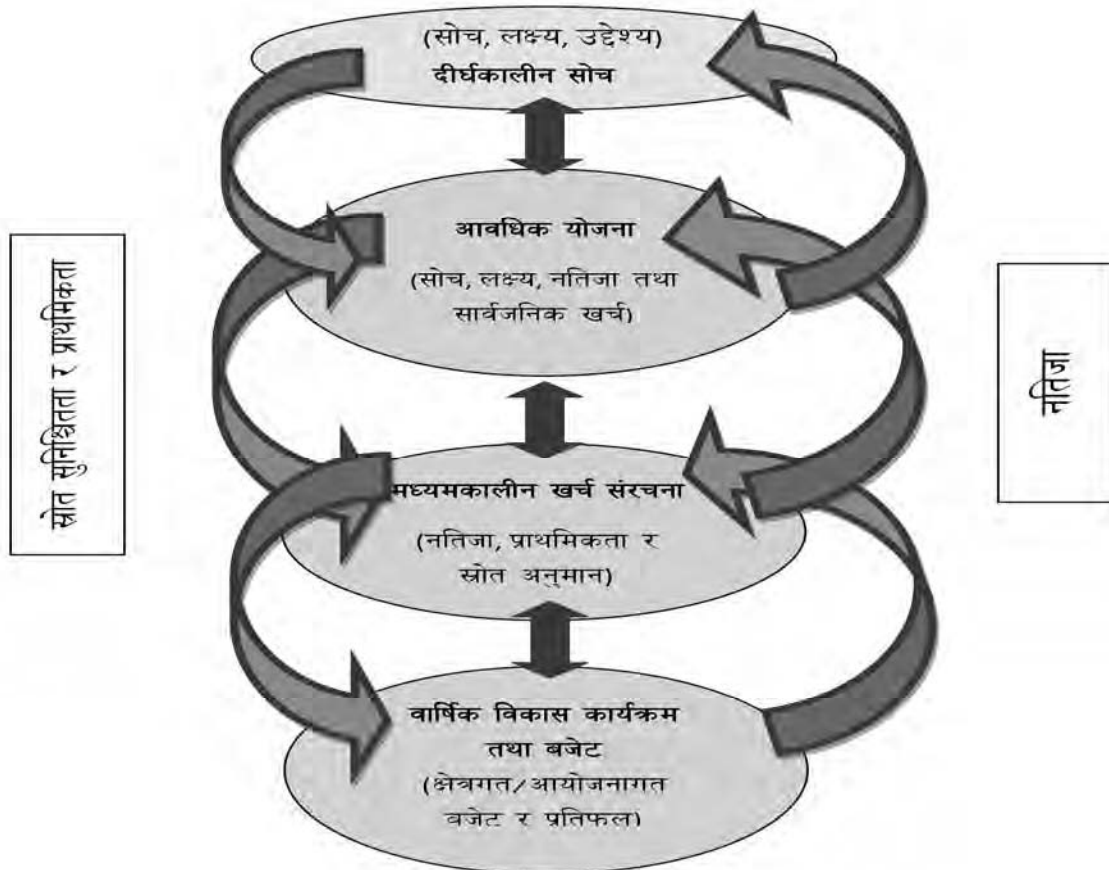 (सोच, लक्ष्य, उद्देश्य)
दीर्घकालीन सोच
आवधिक योजना
(सोच, लक्ष्य, नतिजा तथा
सार्वजनिक खर्च)
स्रोत सुनिश्चितता र प्राथमिकता
नतिजा
मध्यमकालीन खर्च संरचना
(नतिजा, प्राथमिकता र
स्रोत अनुमान)
वार्षिक विकास कार्यक्रम
तथा बजेट
(क्षेत्रगत/आयोजनागत
बजेट र प्रतिफल)